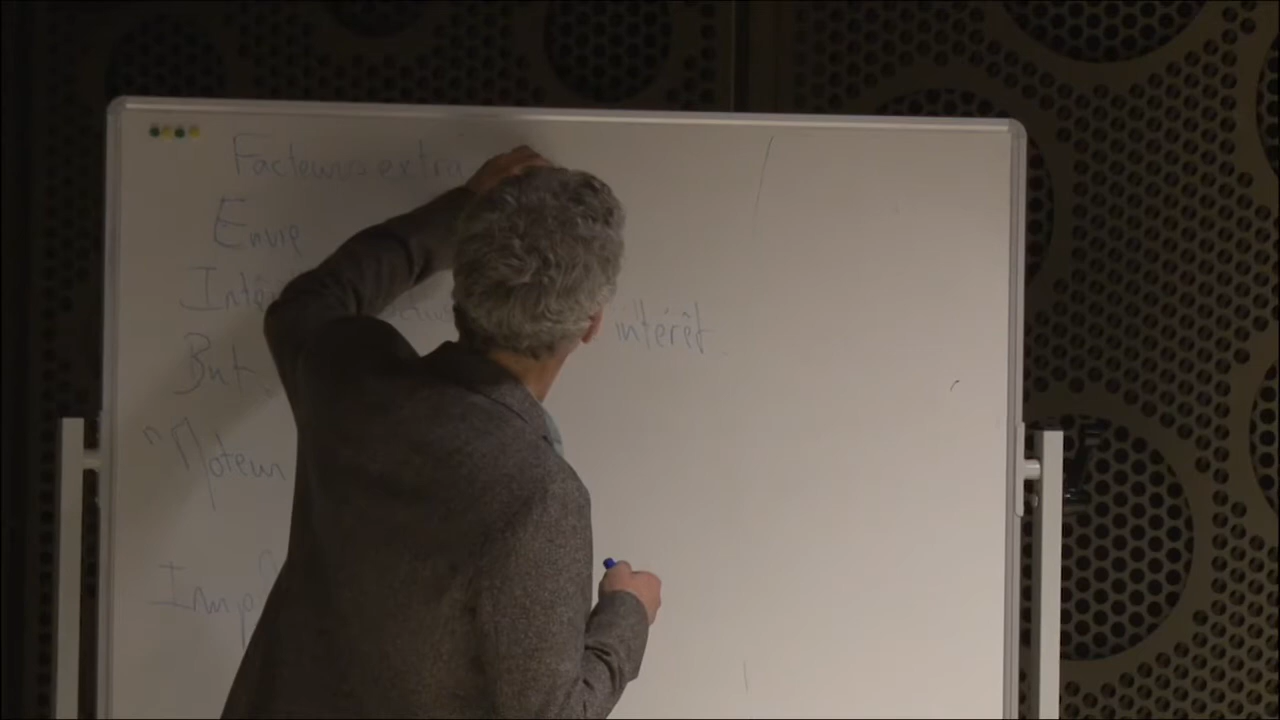 Facteurs extra
Envie
Inté intérêt
But
"Moteur
Imp